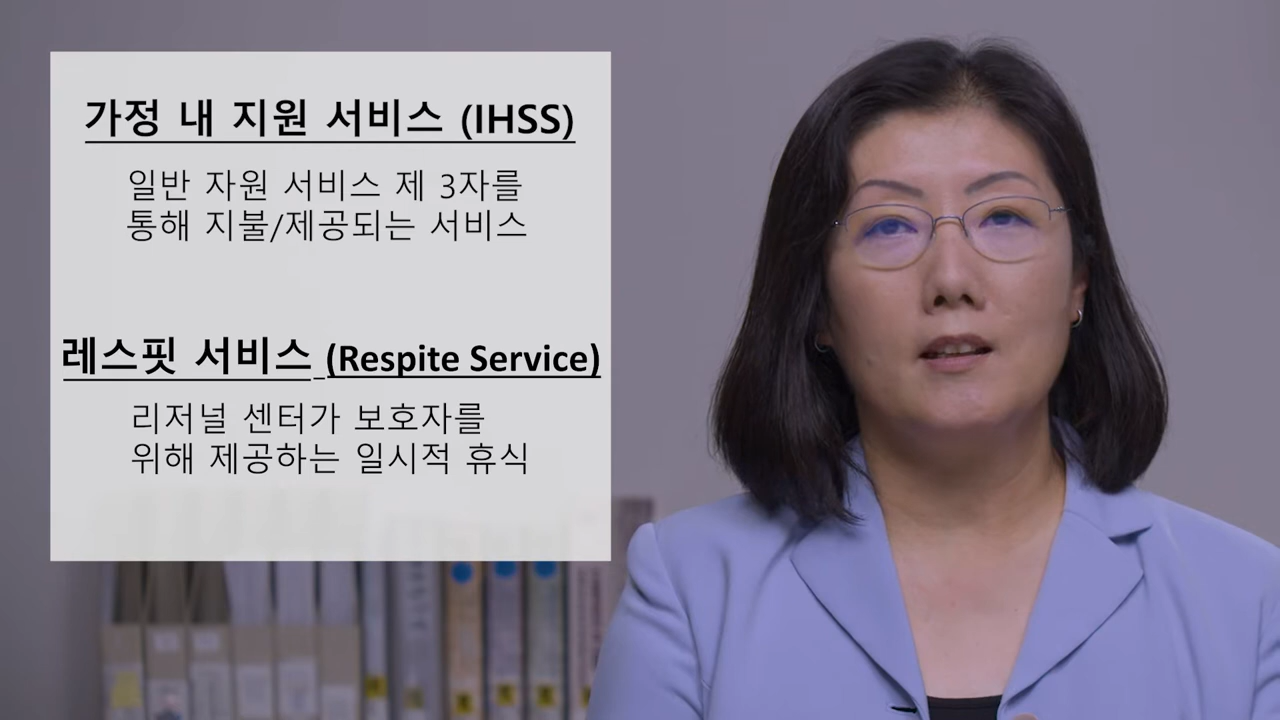 가정 내 지원 서비스 (IHSS)
일반 자원 서비스 제 3자를
통해 지불/제공되는 서비스
레스핏 서비스 (Respite Service)
리저널 센터가 보호자를
위해 제공하는 일시적 휴식